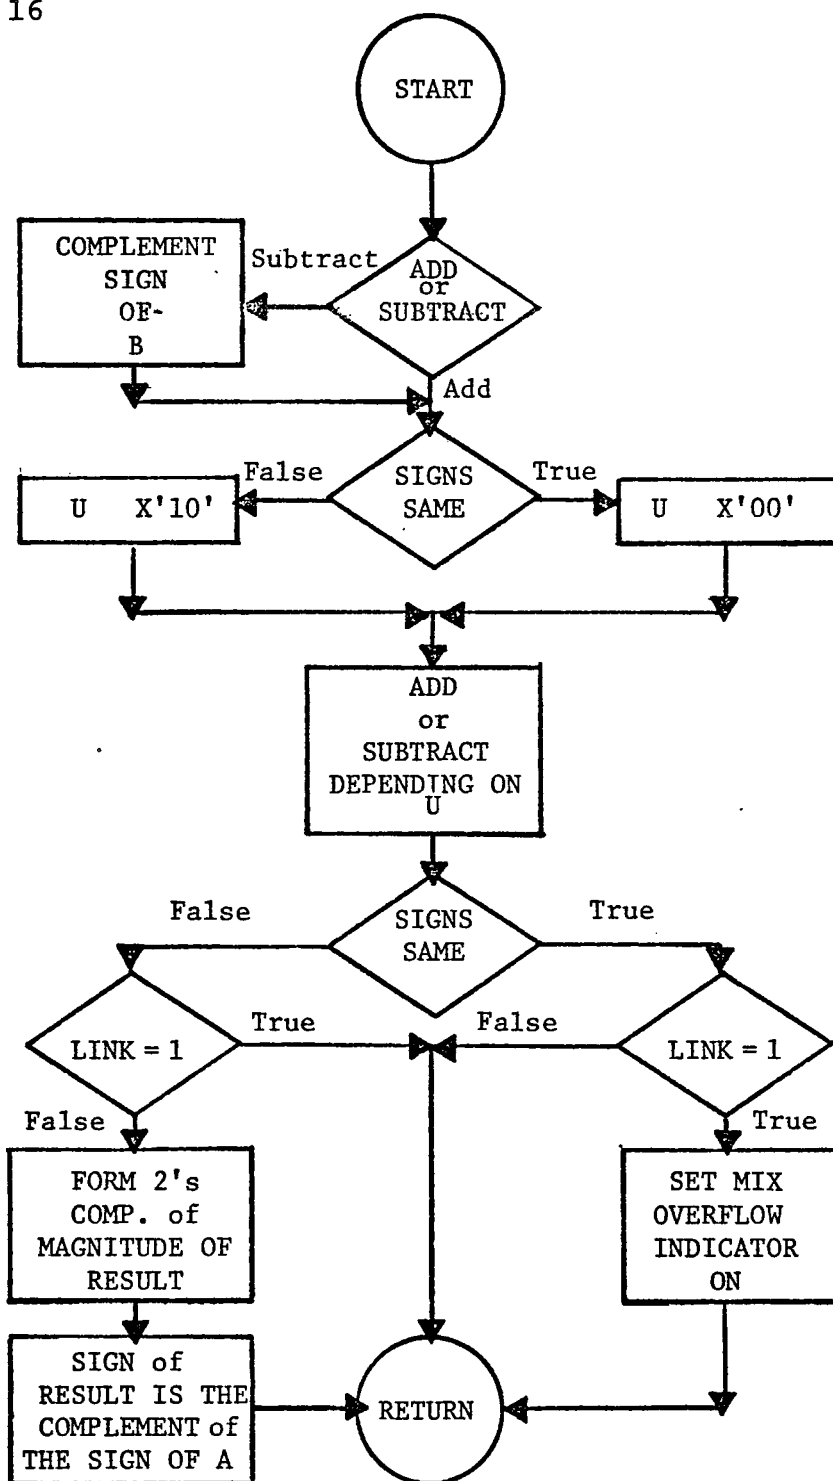 16
START
COMPLEMENT
SIGN
OF-
B
Subtract
ADD
or
SUBTRACT
Add
U X'10'
False
SIGNS
SAME
True
U X'00'
ADD
or
SUBTRACT
DEPENDING ON
U
False
SIGNS
SAME
True
LINK = 1
True
False
LINK = 1
False
True
FORM 2's
COMP. of
MAGNITUDE OF
RESULT
SET MIX
OVERFLOW
INDICATOR
ON
SIGN of
RESULT IS THE
COMPLEMENT of
THE SIGN OF A
RETURN